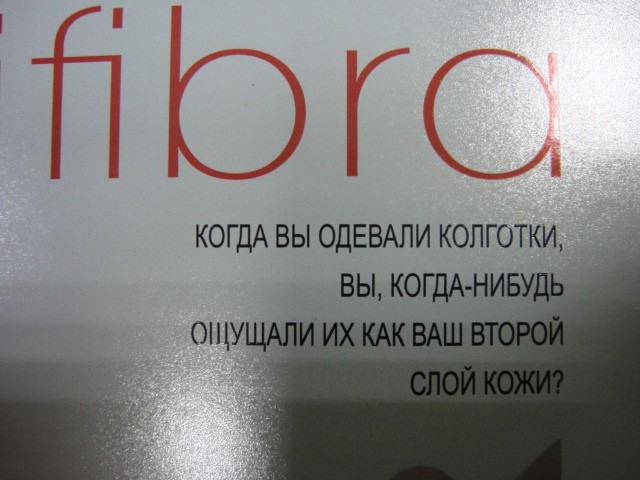 fibra
КОГДА ВЫ ОДЕВАЛИ КОЛГОТКИ,
ВЫ, КОГДА-НИБУДЬ
ОЩУЩАЛИ ИХ КАК ВАШ ВТОРОЙ
СЛОЙ КОЖИ?